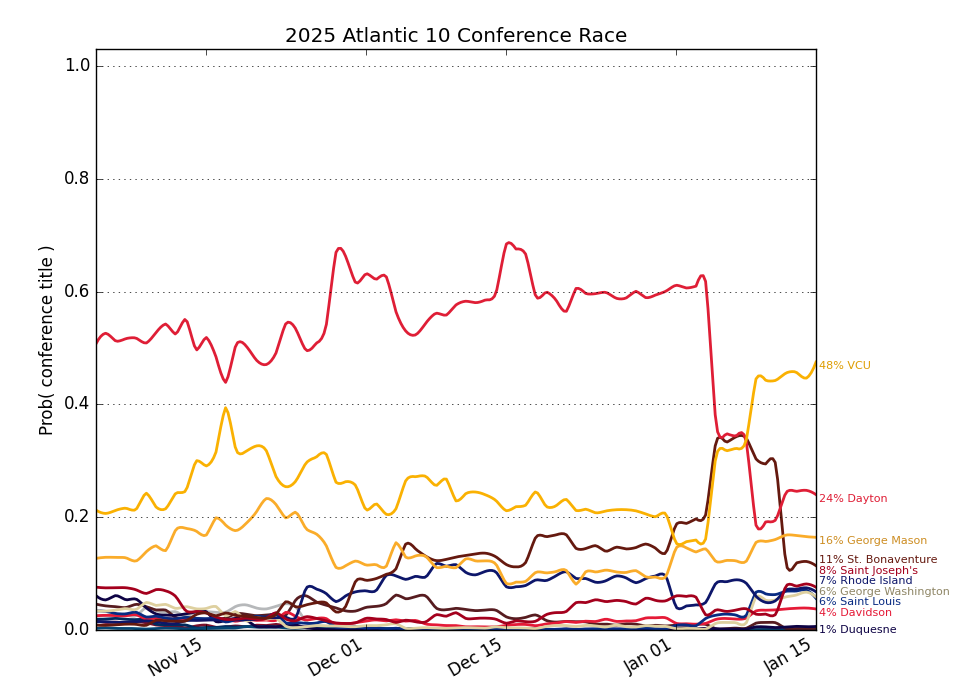 2025 Atlantic 10 Conference Race
Prob( conference title )
1.0
0.8
0.6
0.4
0.2
0.0
Nov 15
Dec 01
Dec 15
Jan 01
Jan 15
48% VCU
24% Dayton
16% George Mason
11% St. Bonaventure
8% Saint Joseph's
7% Rhode Island
6% George Washington
6% Saint Louis
4% Davidson
1% Duquesne